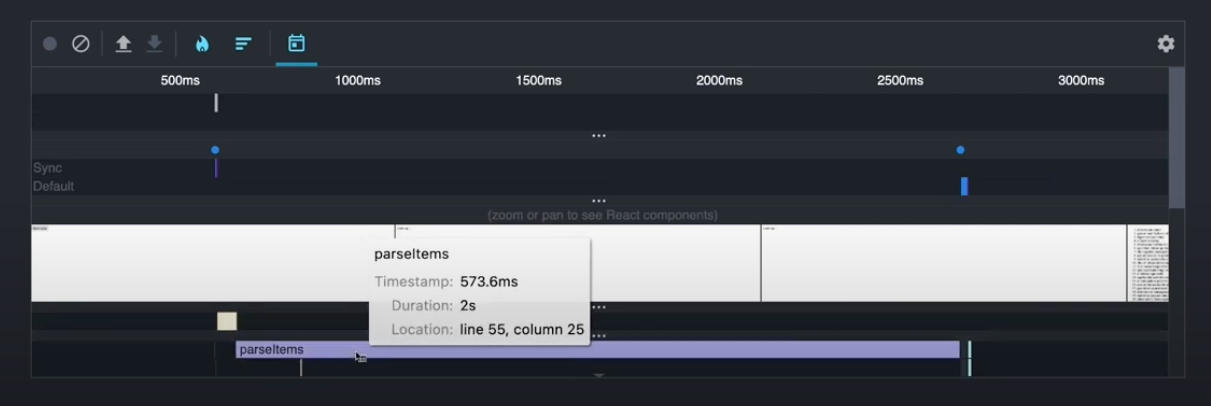 500ms 1000ms 1500ms 2000ms 2500ms 3000ms
Sync
Default
(zoom or pan to see React components)
parseItems
Timestamp: 573.6ms
Duration: 2s
Location: line 55, column 25
parseItems